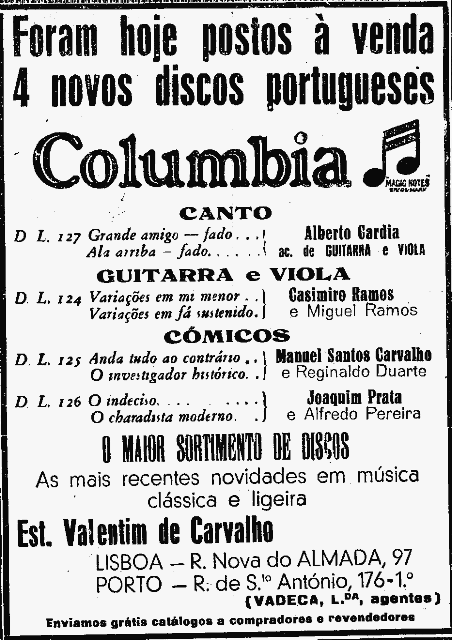 Foram hoje postos à venda
4 novos discos portugueses
Columbia
"MAGIC NOTES"
CANTO
D L. 127 Grande amigo — fado . . . Alberto Cardia
Ala arriba – fado. . . . . . ac. de GUITARRA e VIOLA
GUITARRA e VIOLA
D. L. 124 Variações em mi menor . . Casimiro Ramos
Variações em fá sustenido. e Miguel Ramos
CÓMICOS
D. L. 125 Anda tudo ao contrário . . Manuel Santos Carvalho
O investigador histórico. . e Reginaldo Duarte
D. L. 126 O indeciso. . . . . . . . . . Joaquim Prata
O charadista moderno. . e Alfredo Pereira
O MAIOR SORTIMENTO DE DISCOS
As mais recentes novidades em música
clássica e ligeira
Est. Valentim de Carvalho
LISBOA — R. Nova do ALMADA, 97
PORTO — R. de S.to António, 176-1.º
(VADECA, L.DA, agentes)
Enviamos grátis catálogos a compradores e revendedores